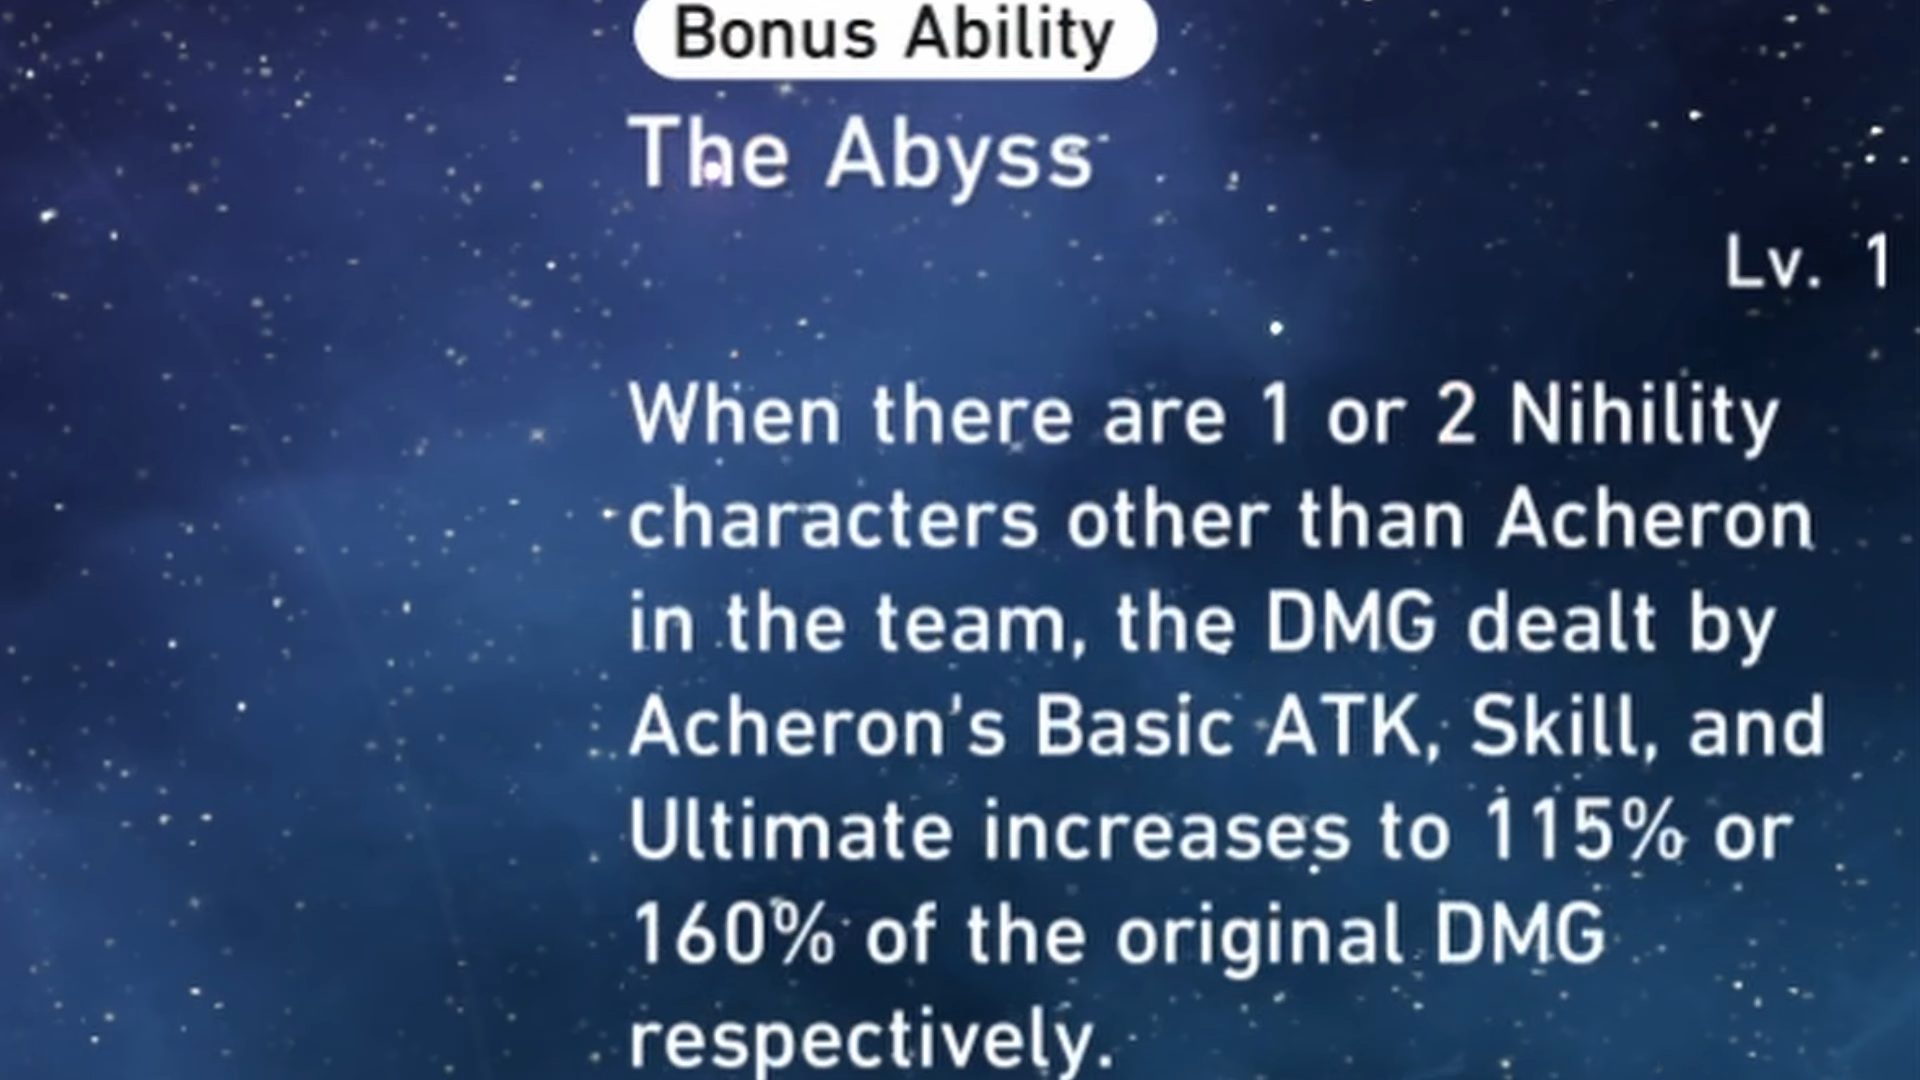 Bonus Ability
The Abyss
Lv. 1
When there are 1 or 2 Nihility
characters other than Acheron
in the team, the DMG dealt by
Acheron's Basic ATK, Skill, and
Ultimate increases to 115% or
160% of the original DMG
respectively.